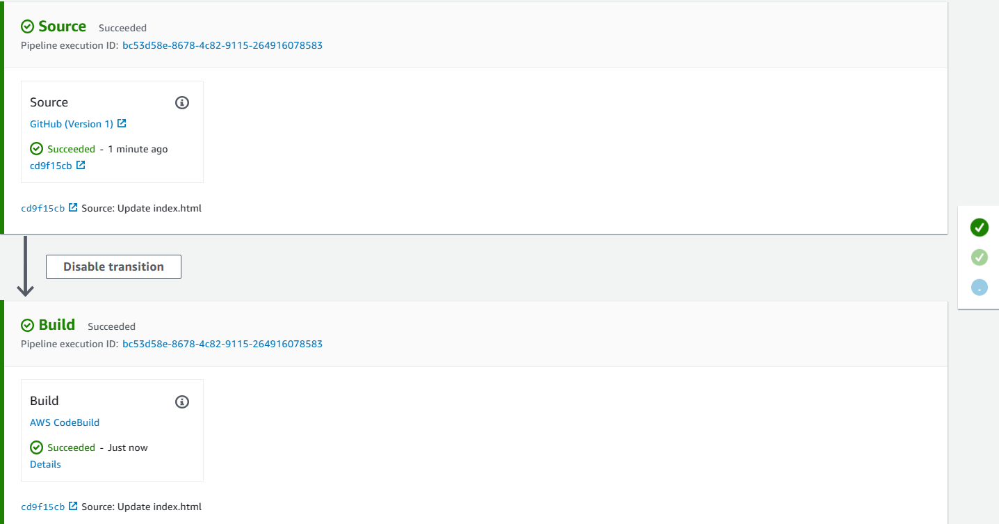 Source Succeeded
Pipeline execution ID: bc53d58e-8678-4c82-9115-264916078583
Source
GitHub (Version 1)
Succeeded - 1 minute ago
cd9f15cb
cd9f15cb Source: Update index.html
Disable transition
Build Succeeded
Pipeline execution ID: bc53d58e-8678-4c82-9115-264916078583
Build
AWS CodeBuild
Succeeded - Just now
Details
cd9f15cb Source: Update index.html